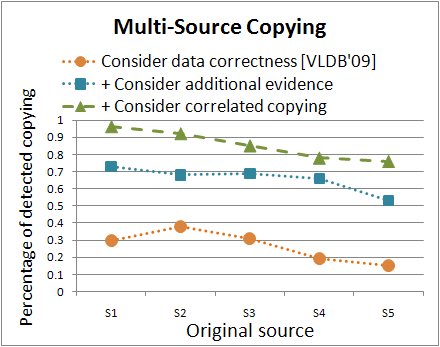 Multi-Source Copying
Consider data correctness [VLDB'09]
+ Consider additional evidence
+ Consider correlated copying
Percentage of detected copying
1
0.9
0.8
0.7
0.6
0.5
0.4
0.3
0.2
0.1
0
S1 S2 S3 S4 S5
Original source